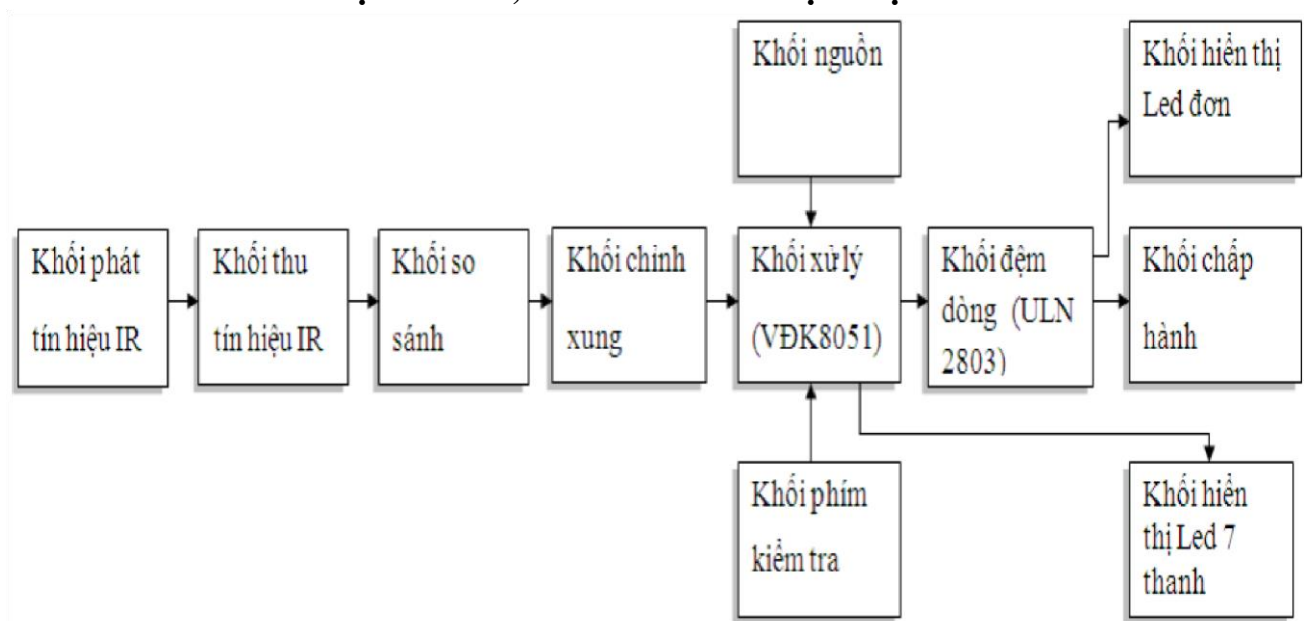 Khối nguồn
Khối hiển thị
Led đơn
Khối phát
tín hiệu IR
Khối thu
tín hiệu IR
Khối so
sánh
Khối chỉnh
xung
Khối xử lý
(VĐK8051)
Khối đệm
dòng (ULN
2803)
Khối chấp
hành
Khối phím
kiểm tra
Khối hiển
thị Led 7
thanh